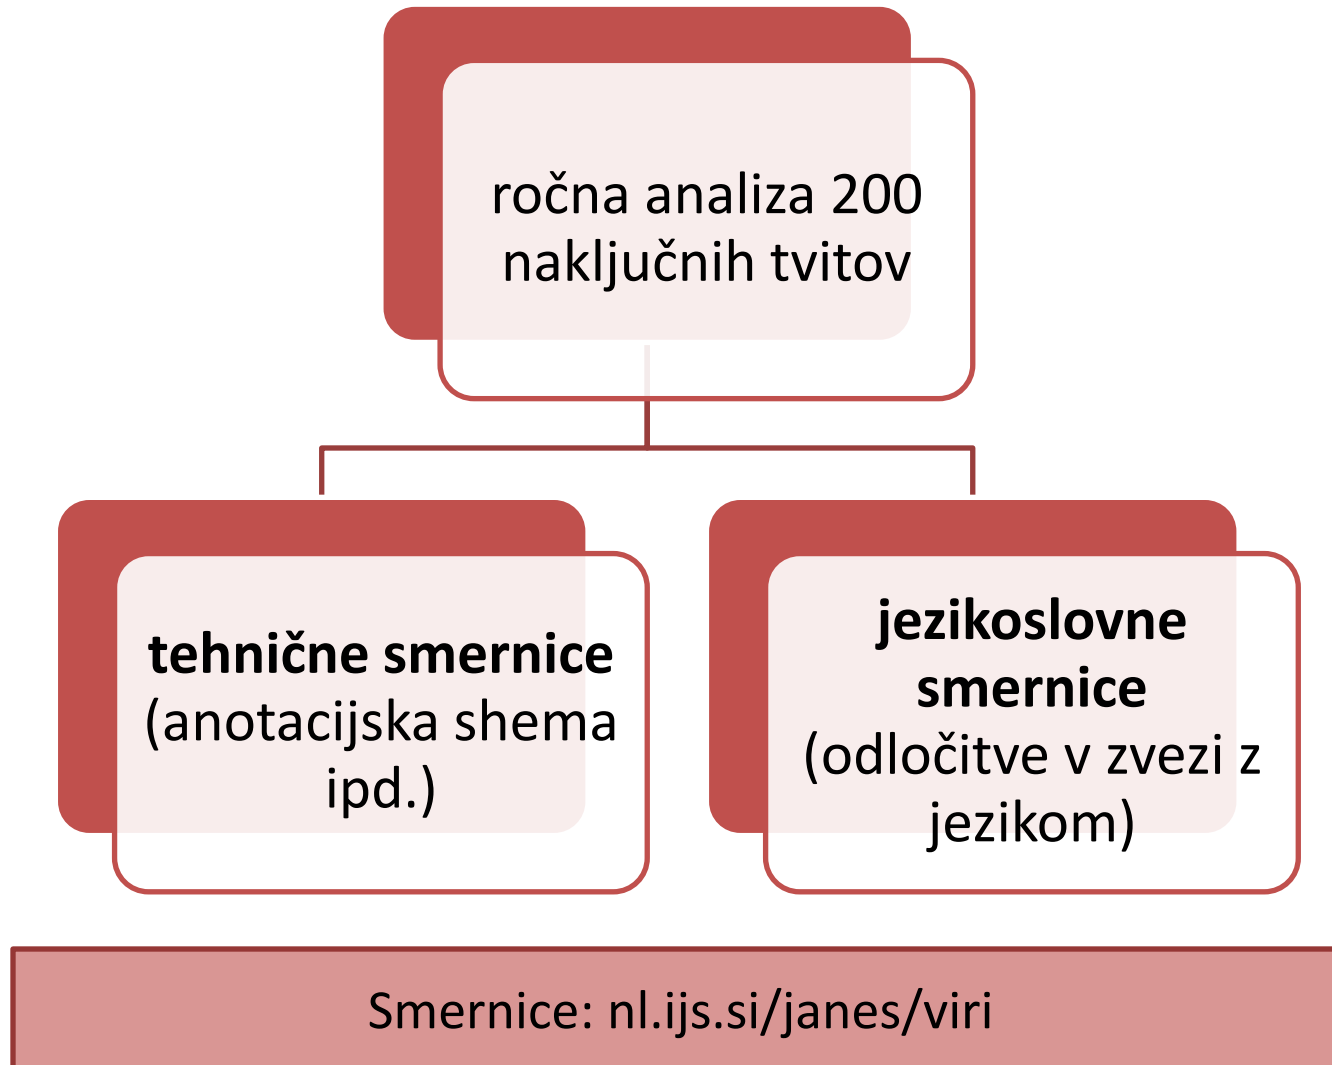 ročna analiza 200
naključnih tvitov
tehnične smernice
(anotacijska shema
ipd.)
jezikoslovne
smernice
(odločitve v zvezi z
jezikom)
Smernice: nl.ijs.si/janes/viri